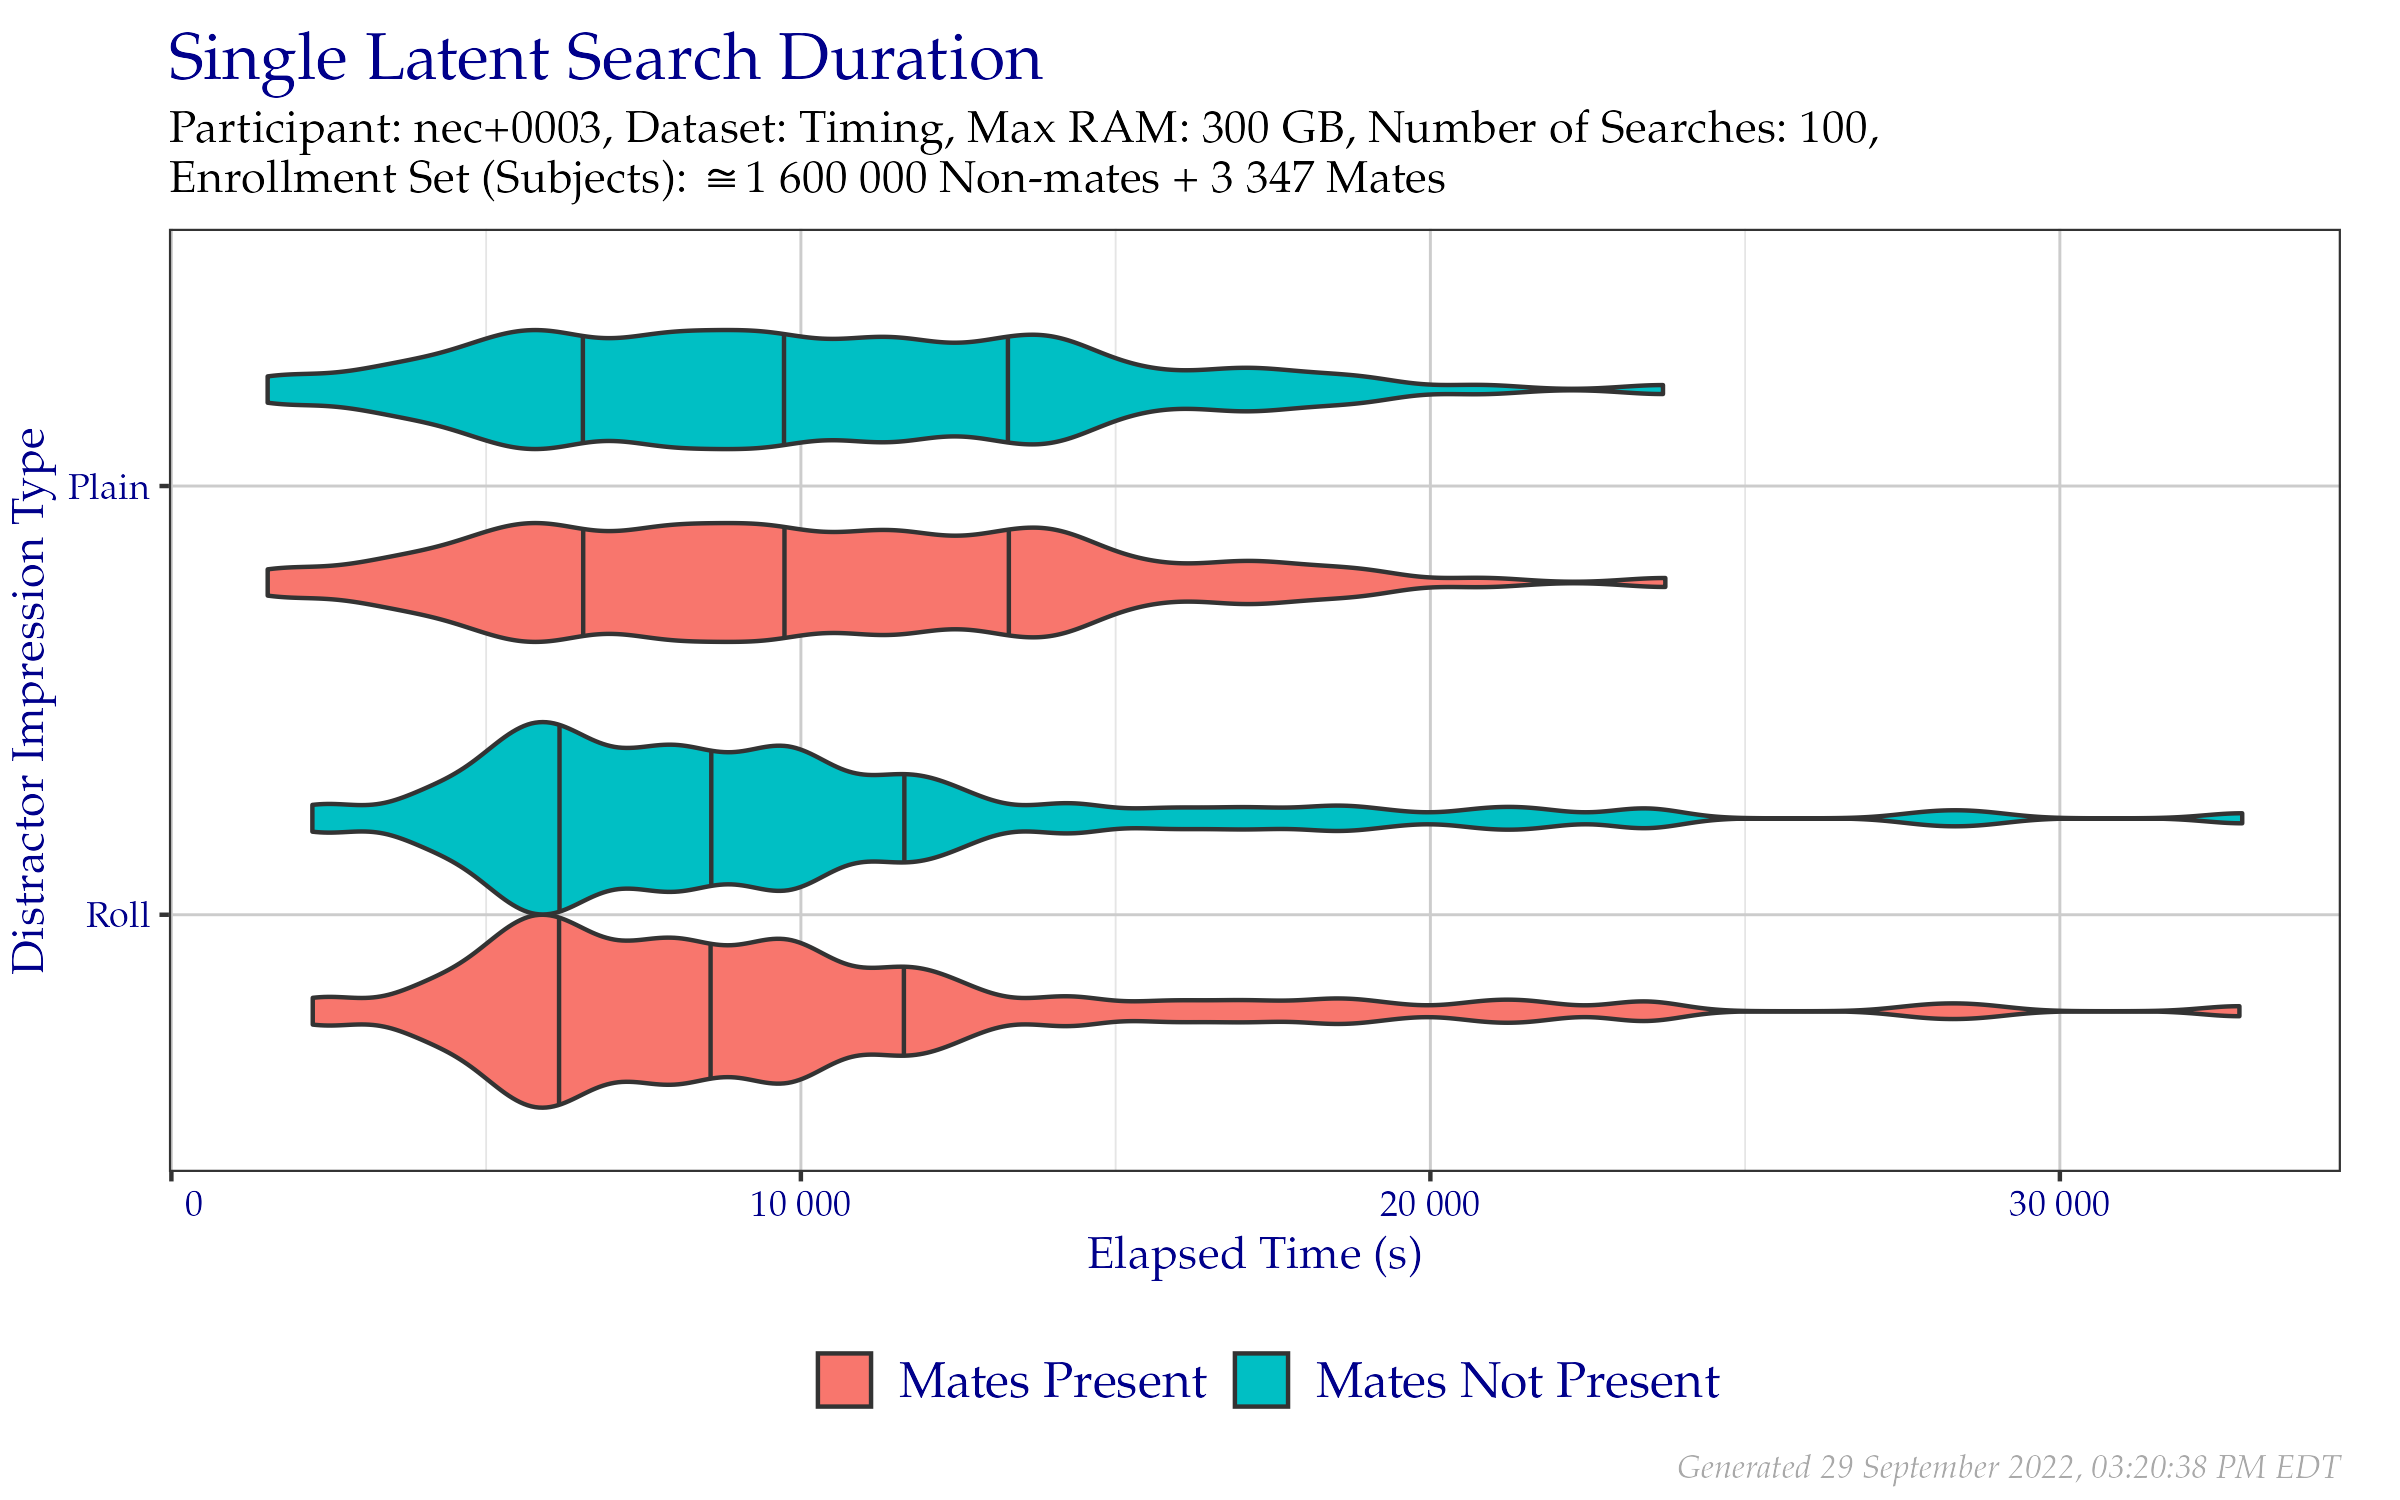 Single Latent Search Duration
Participant: nec+0003, Dataset: Timing, Max RAM: 300 GB, Number of Searches: 100,
Enrollment Set (Subjects): ≅1 600 000 Non-mates + 3 347 Mates
Distractor Impression Type
Plain
Roll
0 10 000 20 000 30 000
Elapsed Time (s)
Mates Present Mates Not Present
Generated 29 September 2022, 03:20:38 PM EDT